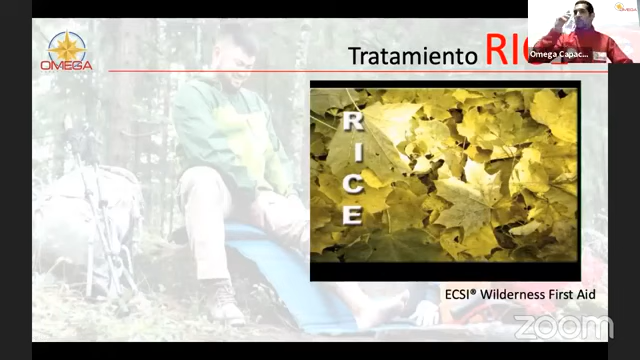 OMEGA
Tratamiento RIC
Omega Capac...
OMEGA
R
I
C
E
ECSI® Wilderness First Aid
zoom